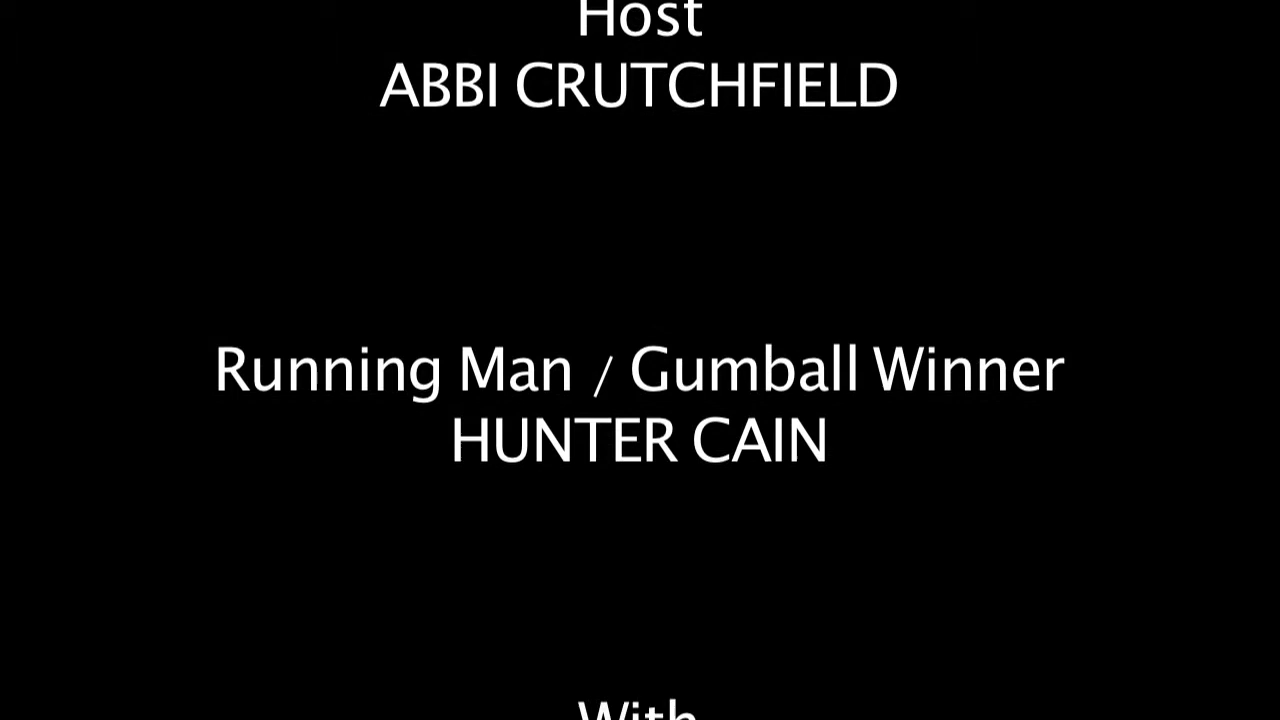 Host
ABBI CRUTCHFIELD
Running Man / Gumball Winner
HUNTER CAIN
With